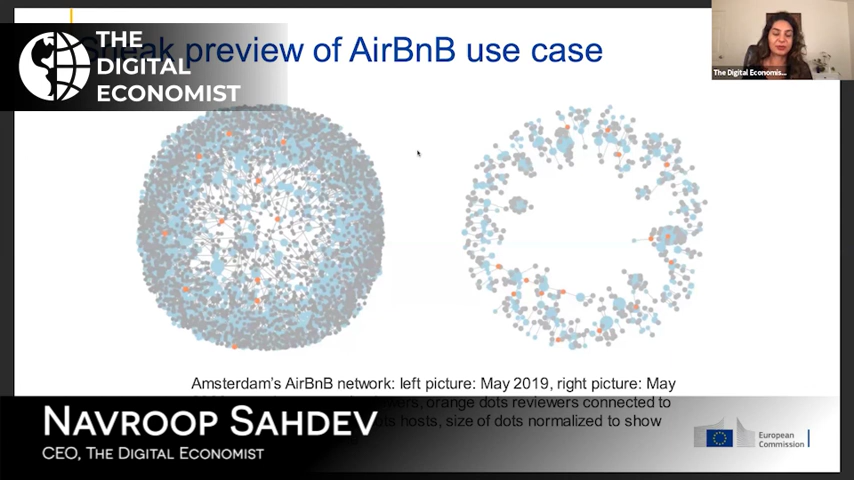 THE
DIGITAL
ECONOMIST
preview of AirBnB use case
The Digital Economis...
Amsterdam's AirBnB network: left picture: May 2019, right picture: May
orange dots reviewers connected to
hosts, size of dots normalized to show
NAVROOP SAHDEV
CEO, THE DIGITAL ECONOMIST
European
Commission